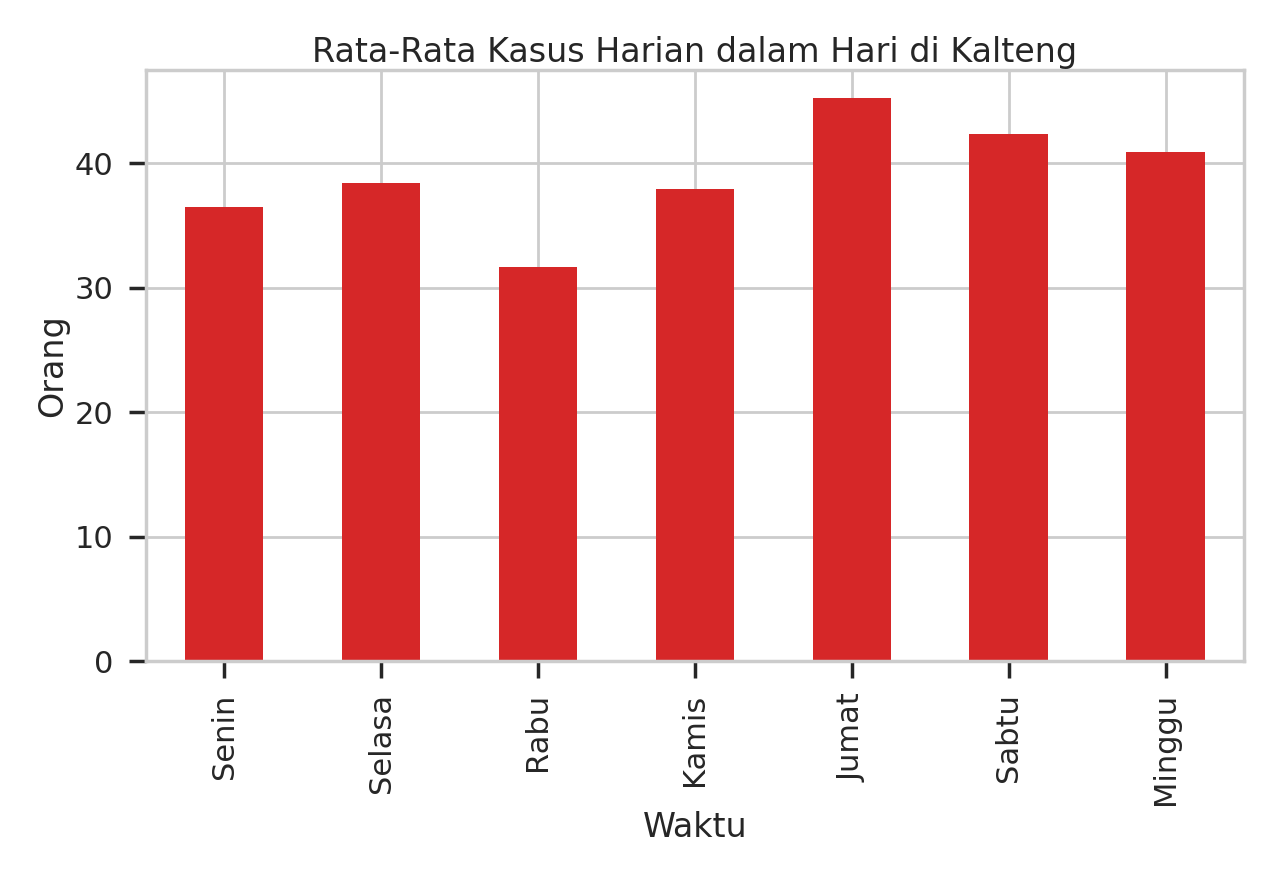 Rata-Rata Kasus Harian dalam Hari di Kalteng
40
30
20
10
0
Orang
Senin
Selasa
Rabu
Kamis
Jumat
Sabtu
Minggu
Waktu